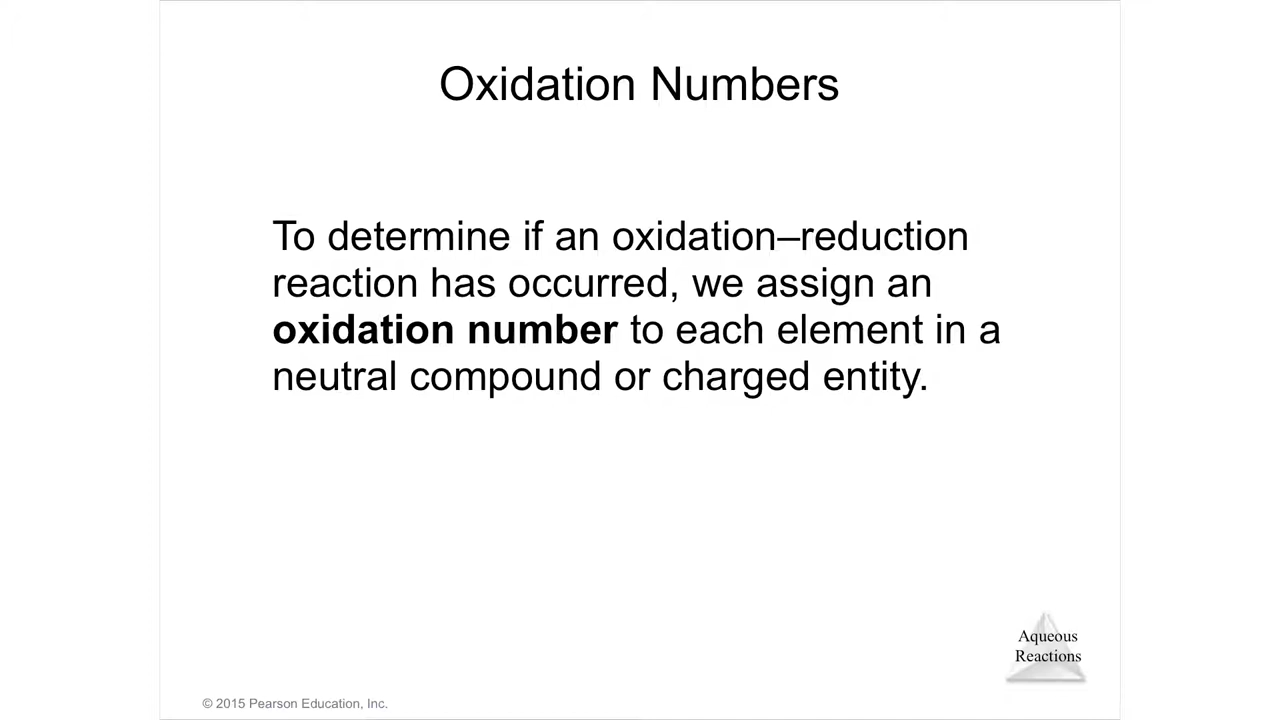 Oxidation Numbers
To determine if an oxidation–reduction
reaction has occurred, we assign an
oxidation number to each element in a
neutral compound or charged entity.
Aqueous
Reactions
© 2015 Pearson Education, Inc.